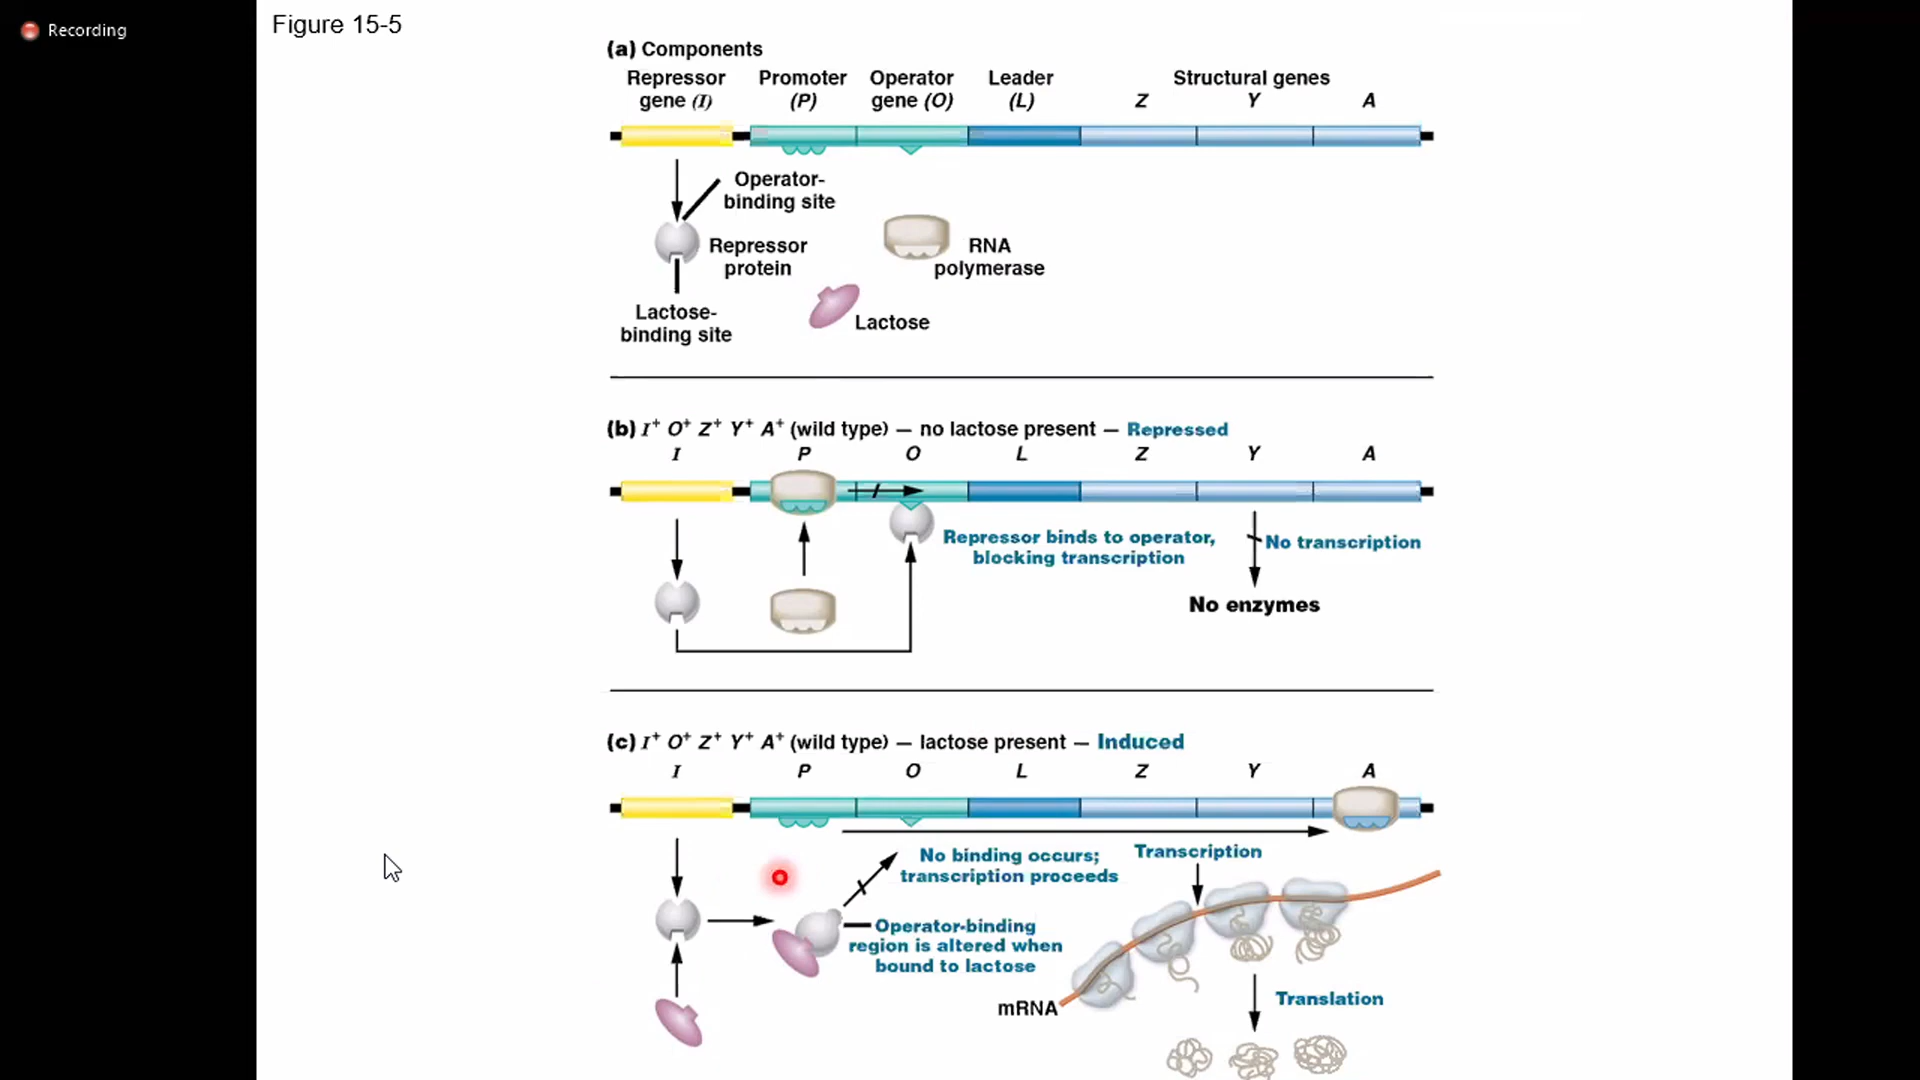 Recording
Figure 15-5
(a) Components
Repressor
gene (I)
Promoter
(P)
Operator
gene (O)
Leader
(L)
Structural genes
Z Y A
Operator-
binding site
Repressor
protein
RNA
polymerase
Lactose-
binding site
Lactose
(b) I⁺ O⁺ Z⁺ Y⁺ A⁺ (wild type) — no lactose present — Repressed
I P O L Z Y A
Repressor binds to operator,
blocking transcription
No transcription
No enzymes
(c) I⁺ O⁺ Z⁺ Y⁺ A⁺ (wild type) — lactose present — Induced
I P O L Z Y A
No binding occurs;
transcription proceeds
Transcription
Operator-binding
region is altered when
bound to lactose
mRNA
Translation